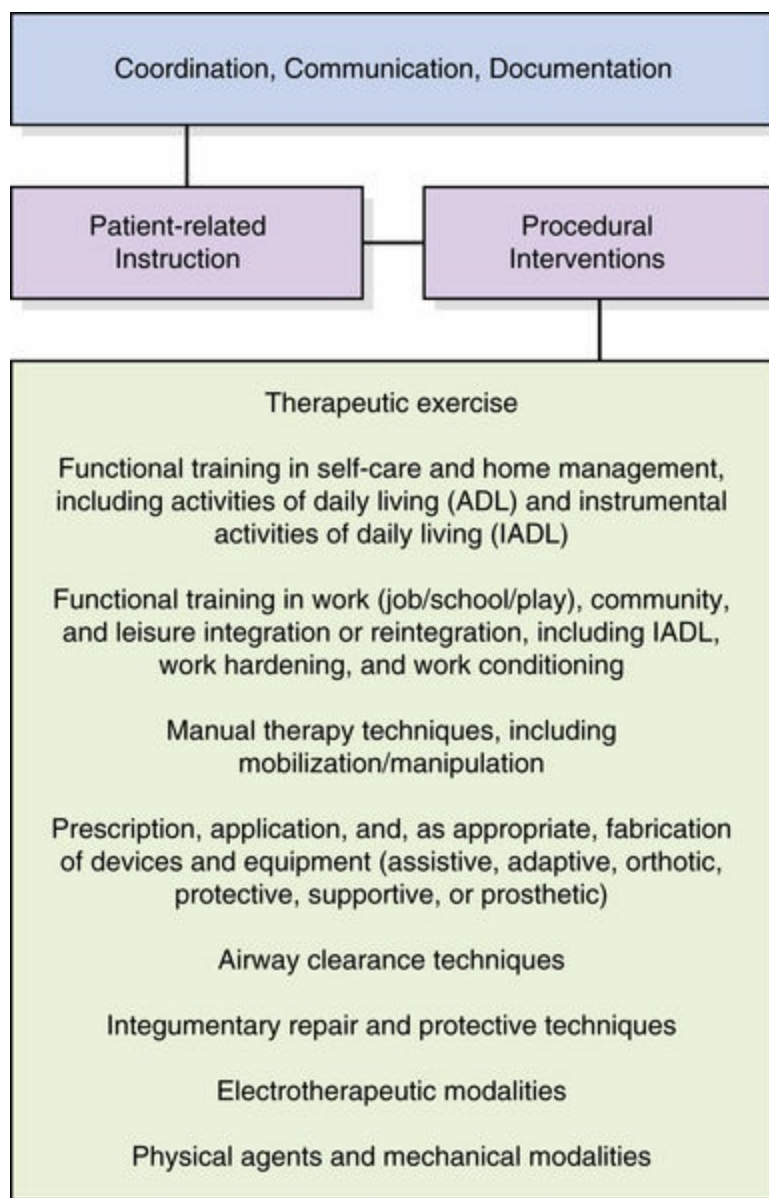 Coordination, Communication, Documentation
Patient-related
Instruction
Procedural
Interventions
Therapeutic exercise
Functional training in self-care and home management,
including activities of daily living (ADL) and instrumental
activities of daily living (IADL)
Functional training in work (job/school/play), community,
and leisure integration or reintegration, including IADL,
work hardening, and work conditioning
Manual therapy techniques, including
mobilization/manipulation
Prescription, application, and, as appropriate, fabrication
of devices and equipment (assistive, adaptive, orthotic,
protective, supportive, or prosthetic)
Airway clearance techniques
Integumentary repair and protective techniques
Electrotherapeutic modalities
Physical agents and mechanical modalities